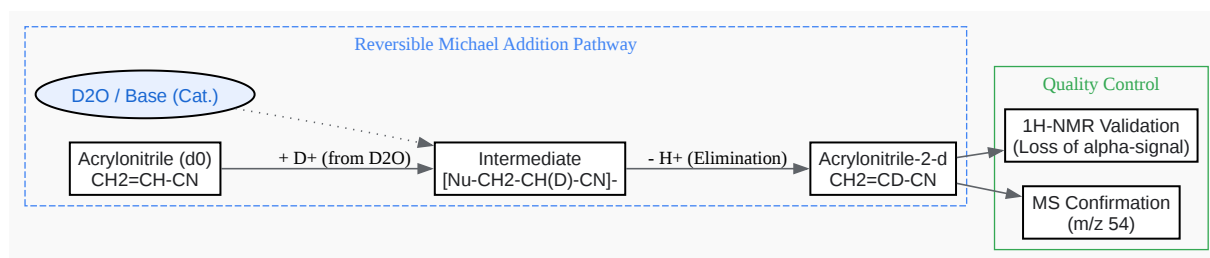 Reversible Michael Addition Pathway
D2O / Base (Cat.)
Acrylonitrile (d0)
CH2=CH-CN
+ D+ (from D2O)
Intermediate
[Nu-CH2-CH(D)-CN]-
- H+ (Elimination)
Acrylonitrile-2-d
CH2=CD-CN
Quality Control
1H-NMR Validation
(Loss of alpha-signal)
MS Confirmation
(m/z 54)